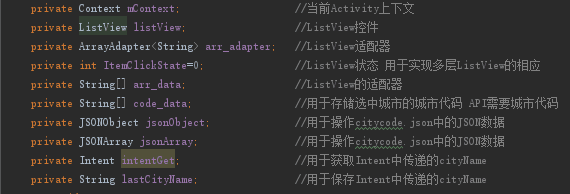 private Context mContext; //当前Activity上下文
private ListView listView; //ListView控件
private ArrayAdapter<String> arr_adapter; //ListView适配器
private int ItemClickState=0; //ListView状态 用于实现多层ListView的相应
private String[] arr_data; //ListView的适配器
private String[] code_data; //用于存储选中城市的城市代码 API需要城市代码
private JSONObject jsonObject; //用于操作citycode.json中的JSON数据
private JSONArray jsonArray; //用于操作citycode.json中的JSON数据
private Intent intentGet; //用于获取Intent中传递的cityName
private String lastCityName; //用于保存Intent中传递的cityName